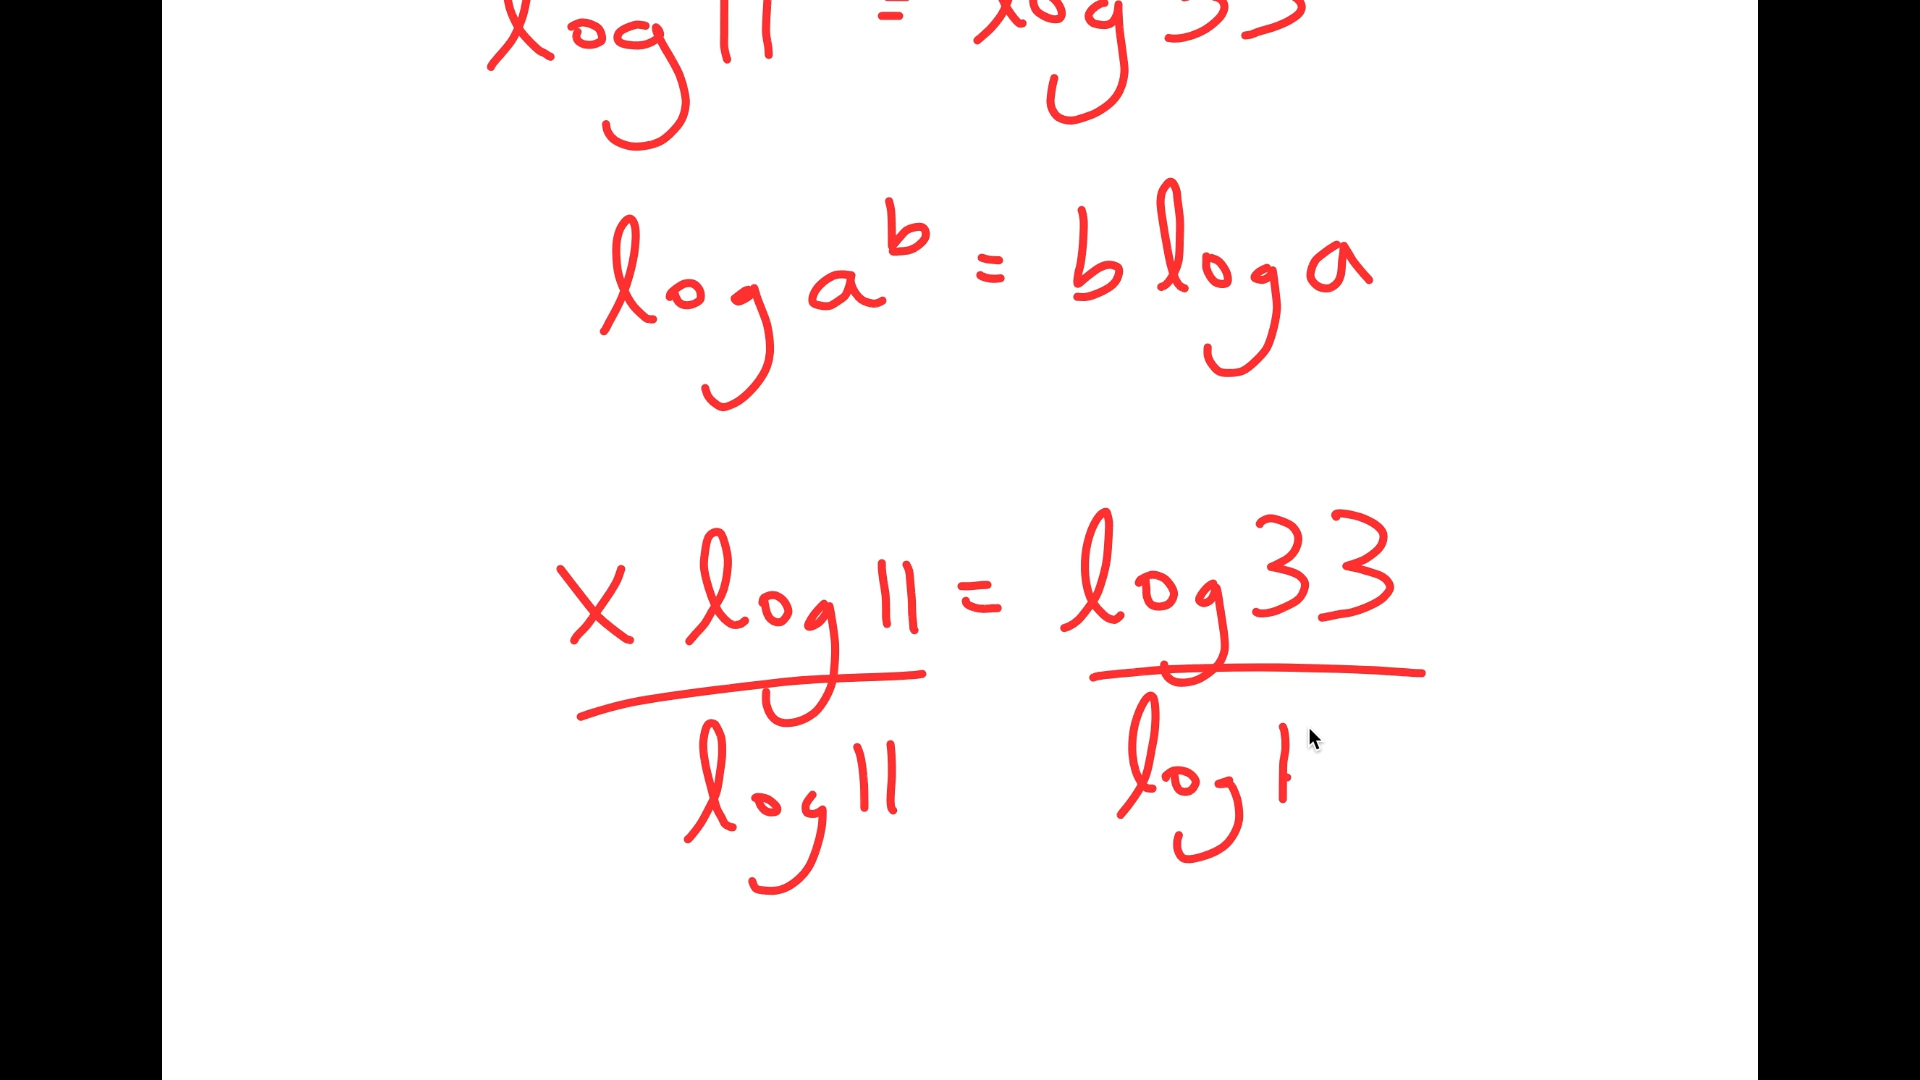 log 11 = log 33
log a^b = b log a
x log 11 = log 33
log 11 log 1